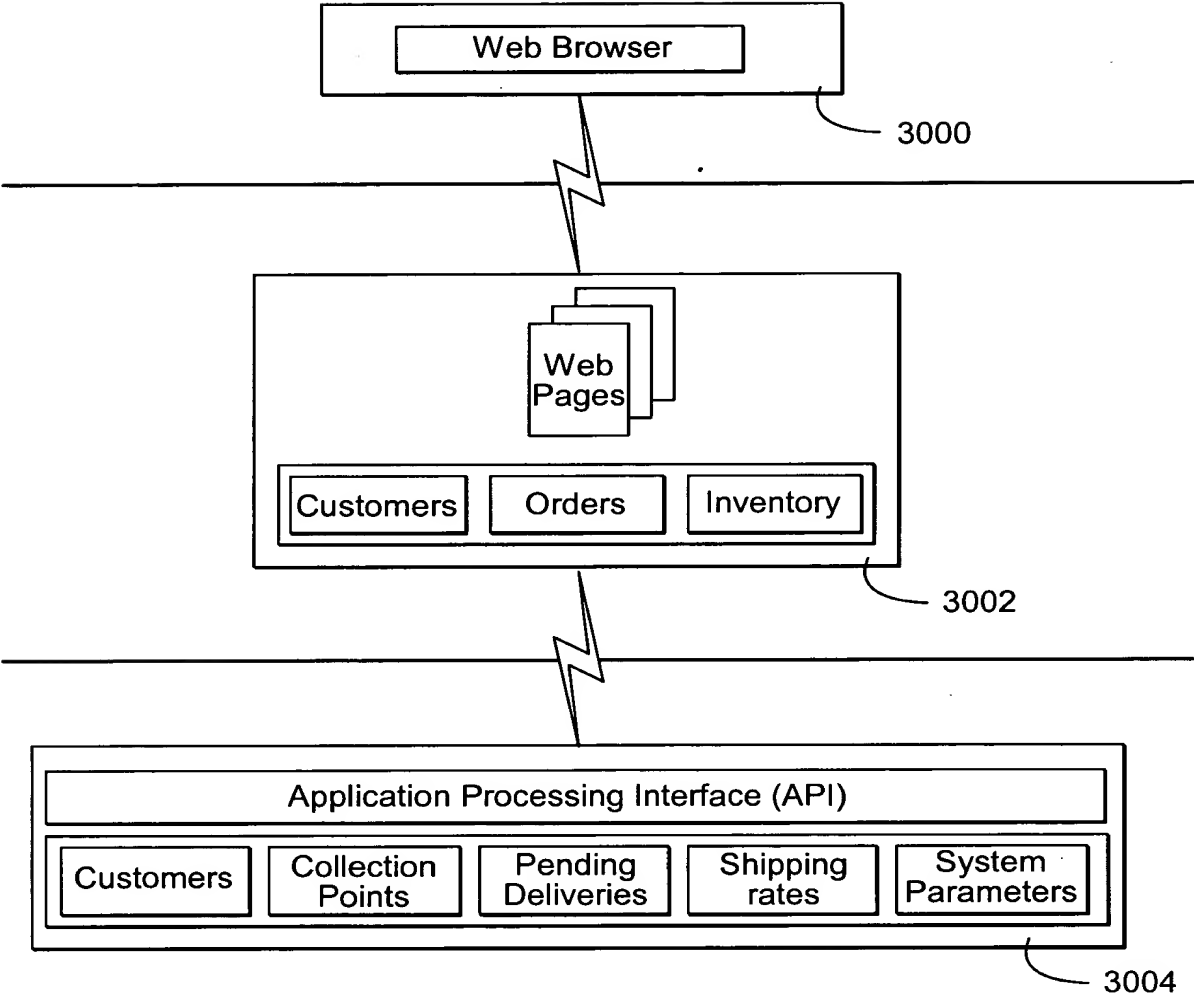 Web Browser
3000
Web
Pages
Customers
Orders
Inventory
3002
Application Processing Interface (API)
Customers
Collection
Points
Pending
Deliveries
Shipping
rates
System
Parameters
3004